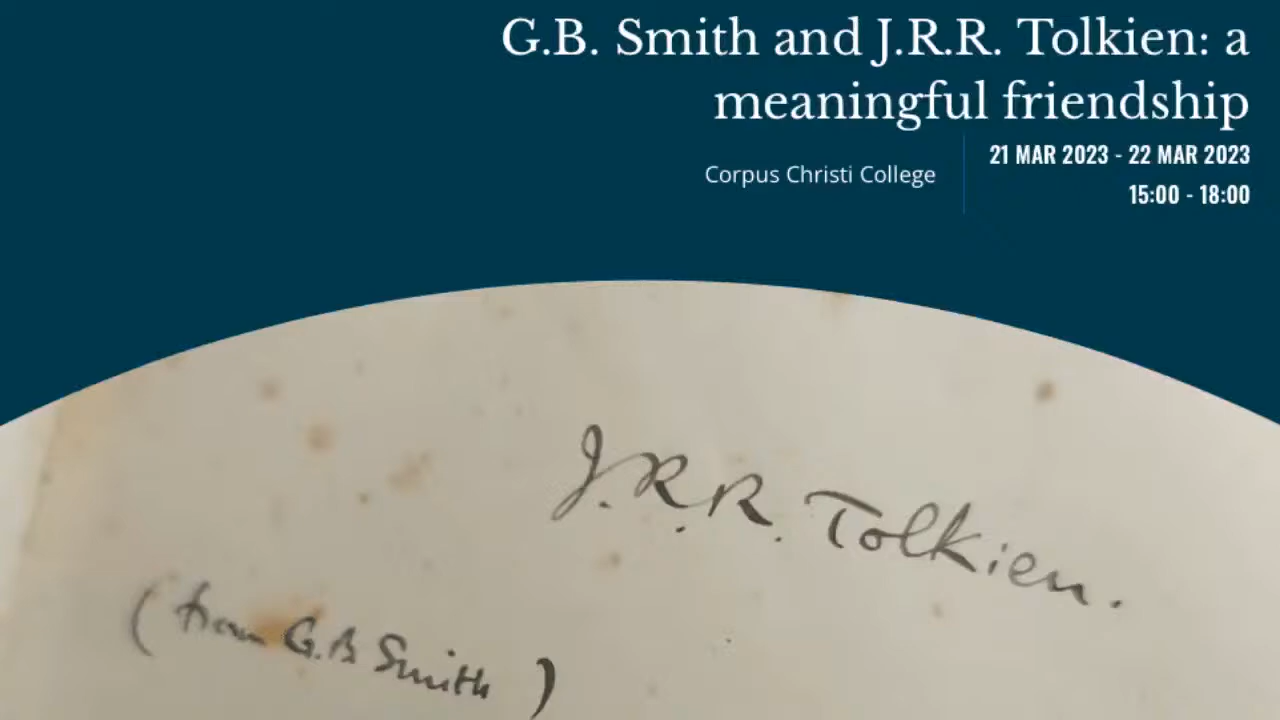 G.B. Smith and J.R.R. Tolkien: a
meaningful friendship
Corpus Christi College
21 MAR 2023 - 22 MAR 2023
15:00 - 18:00
J.R.R. Tolkien.
(from G.B Smith)